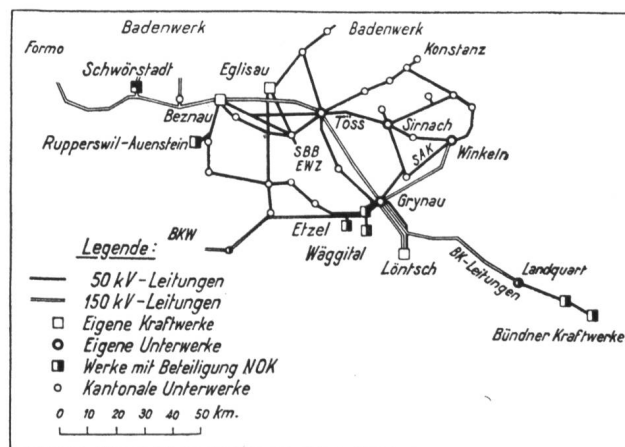 Badenwerk
Badenwerk
Formo
Konstanz
Schwörstadt
Eglisau
Beznau
Töss
Sirnach
Rupperswil-Auenstein
SBB
EWZ
SAK
Winkeln
Grynau
BKW
Etzel
Wäggital
Löntsch
BK-Leitungen
Landquart
Bündner Kraftwerke
Legende:
50 kV-Leitungen
150 kV-Leitungen
Eigene Kraftwerke
Eigene Unterwerke
Werke mit Beteiligung NOK
Kantonale Unterwerke
0 10 20 30 40 50 km.